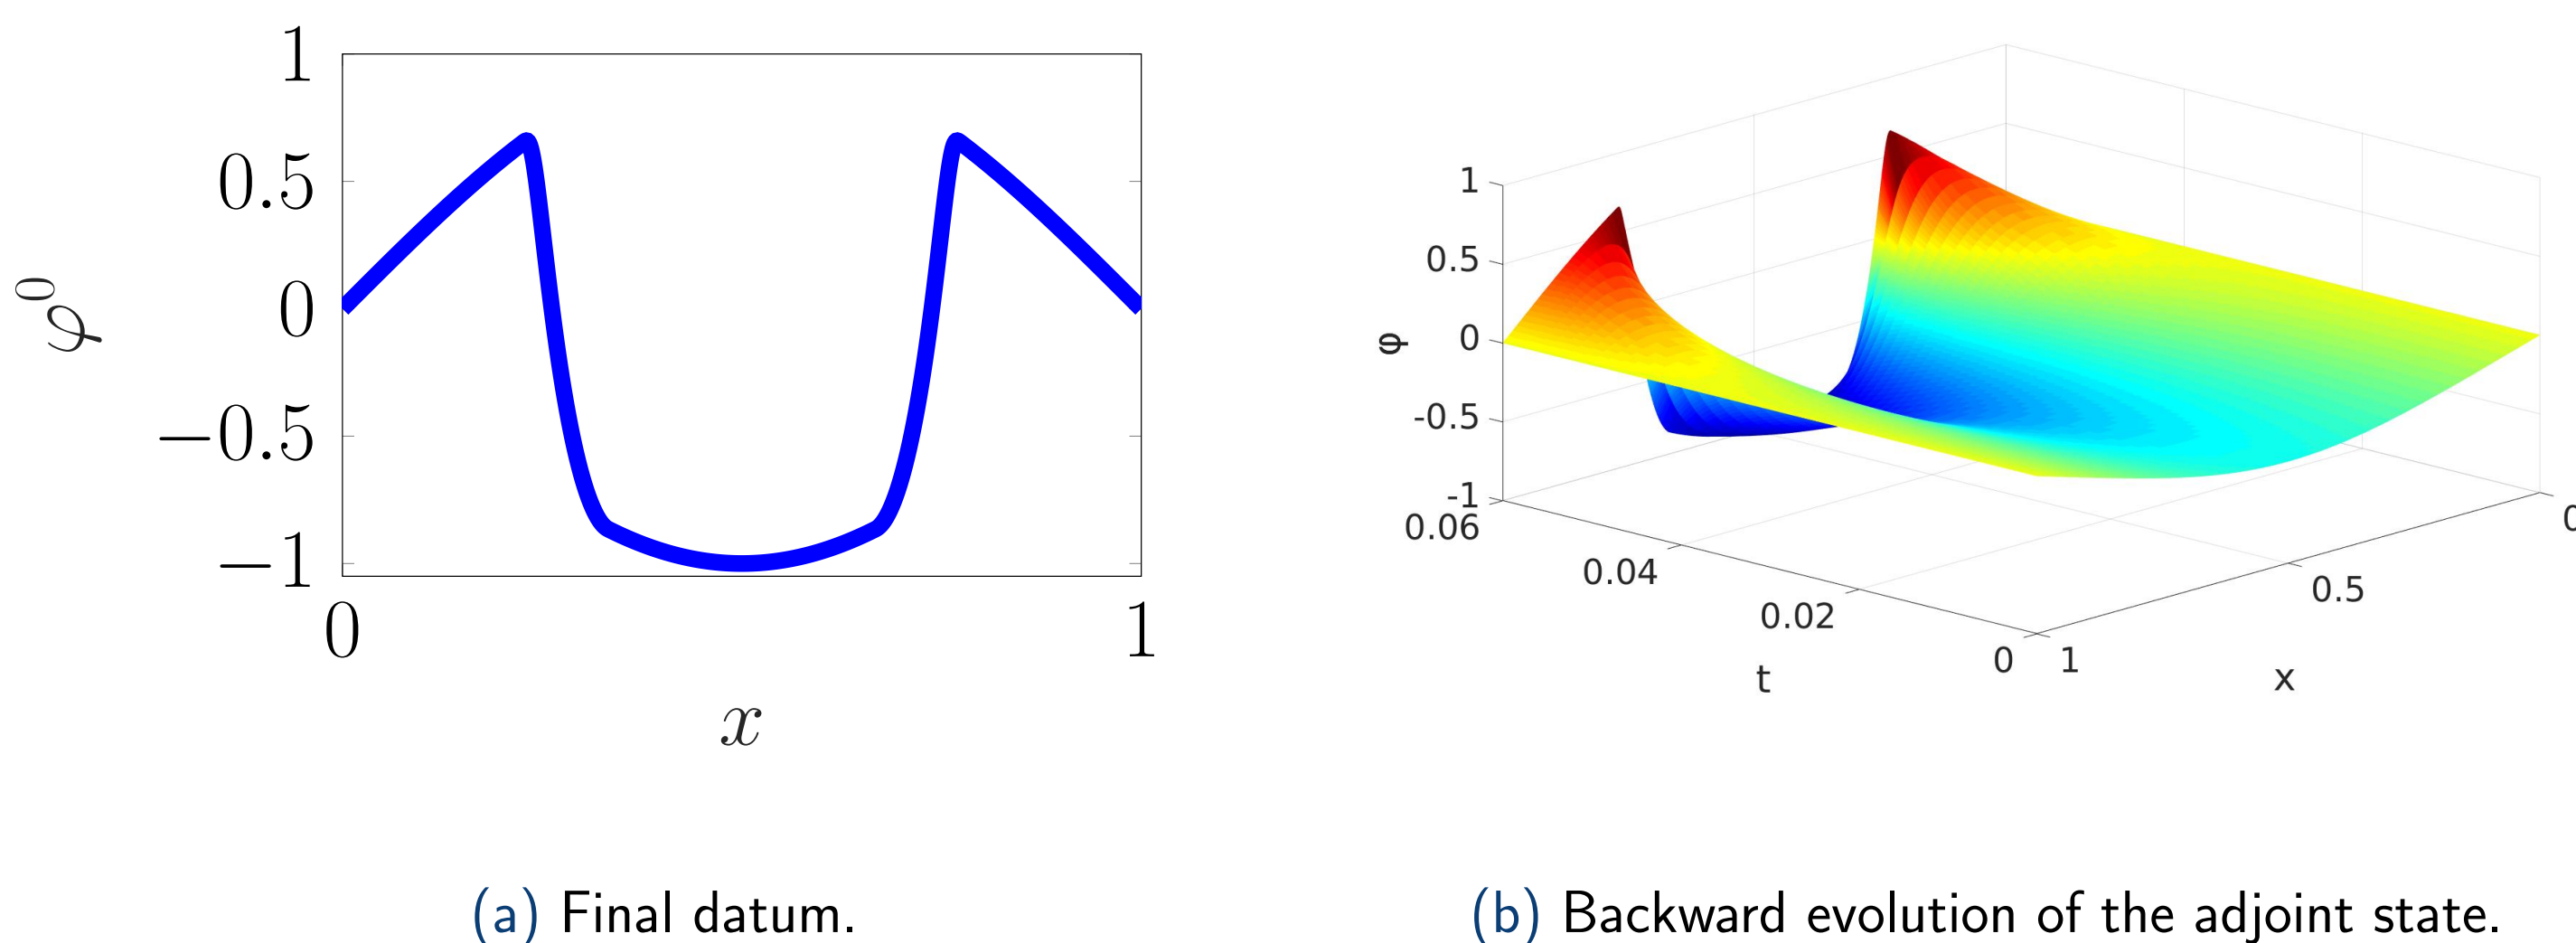 1
0.5
0
−0.5
−1
φ⁰
0 1
x
1
0.5
0
-0.5
-1
φ
0.06
0.04
0.02
0
t
1
0.5
0
x
(a) Final datum.
(b) Backward evolution of the adjoint state.